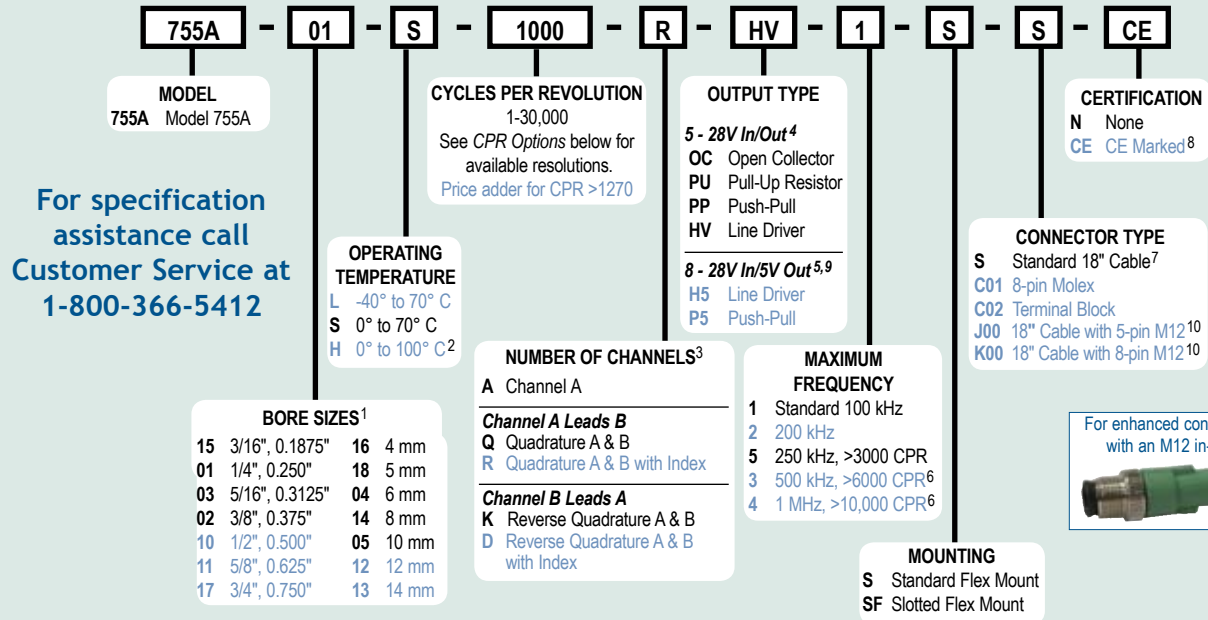 755A - 01 - S - 1000 - R - HV - 1 - S - S - CE
MODEL
755A Model 755A
For specification
assistance call
Customer Service at
1-800-366-5412
BORE SIZES1
15 3/16", 0.1875" 16 4 mm
01 1/4", 0.250" 18 5 mm
03 5/16", 0.3125" 04 6 mm
02 3/8", 0.375" 14 8 mm
10 1/2", 0.500" 05 10 mm
11 5/8", 0.625" 12 12 mm
17 3/4", 0.750" 13 14 mm
OPERATING
TEMPERATURE
L -40° to 70° C
S 0° to 70° C
H 0° to 100° C2
CYCLES PER REVOLUTION
1-30,000
See CPR Options below for
available resolutions.
Price adder for CPR >1270
NUMBER OF CHANNELS3
A Channel A
Channel A Leads B
Q Quadrature A & B
R Quadrature A & B with Index
Channel B Leads A
K Reverse Quadrature A & B
D Reverse Quadrature A & B
with Index
OUTPUT TYPE
5 - 28V In/Out4
OC Open Collector
PU Pull-Up Resistor
PP Push-Pull
HV Line Driver
8 - 28V In/5V Out5,9
H5 Line Driver
P5 Push-Pull
MAXIMUM
FREQUENCY
1 Standard 100 kHz
2 200 kHz
5 250 kHz, >3000 CPR
3 500 kHz, >6000 CPR6
4 1 MHz, >10,000 CPR6
MOUNTING
S Standard Flex Mount
SF Slotted Flex Mount
CONNECTOR TYPE
S Standard 18" Cable7
C01 8-pin Molex
C02 Terminal Block
J00 18" Cable with 5-pin M1210
K00 18" Cable with 8-pin M1210
CERTIFICATION
N None
CE CE Marked8
For enhanced con
with an M12 in-